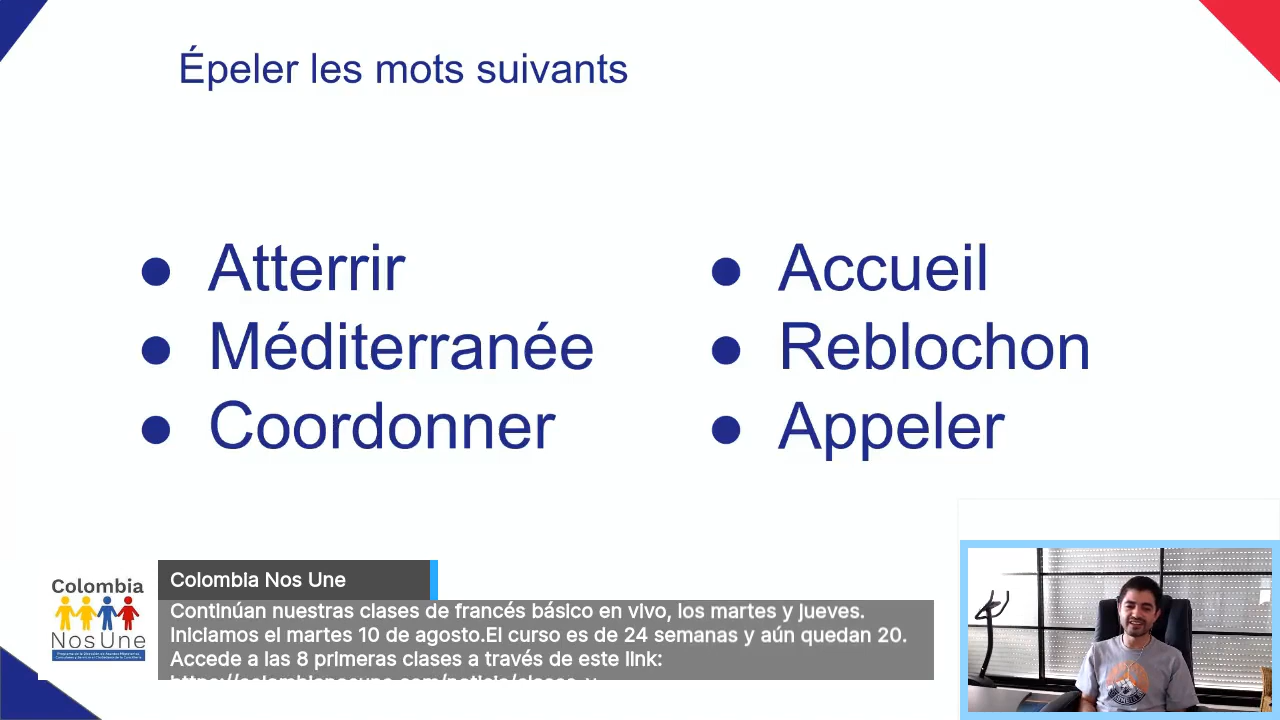 Épeler les mots suivants
● Atterrir
● Méditerranée
● Coordonner
● Accueil
● Reblochon
● Appeler
Colombia
NosUne
Colombia Nos Une
Continúan nuestras clases de francés básico en vivo, los martes y jueves.
Iniciamos el martes 10 de agosto.El curso es de 24 semanas y aún quedan 20.
Accede a las 8 primeras clases a través de este link: